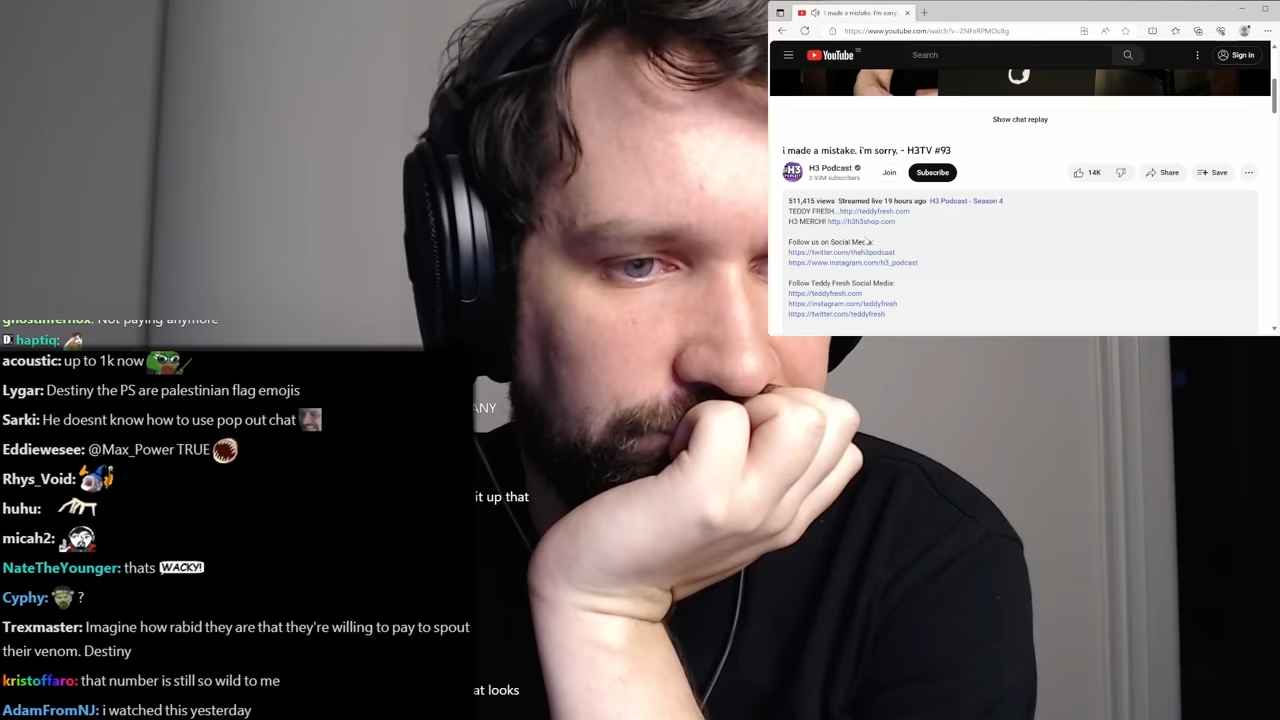 i made a mistake. i'm sorry.
https://www.youtube.com/watch?v=ZNFeRPMOu8g
YouTube
Search
Sign in
Show chat replay
i made a mistake. i'm sorry. - H3TV #93
H3 Podcast
2.93M subscribers
Join
Subscribe
14K
Share
Save
511,415 views Streamed live 19 hours ago H3 Podcast - Season 4
TEDDY FRESH...http://teddyfresh.com
H3 MERCH! http://h3h3shop.com
Follow us on Social Media:
https://twitter.com/theh3podcast
https://www.instagram.com/h3_podcast
Follow Teddy Fresh Social Media:
https://teddyfresh.com
https://instagram.com/teddyfresh
https://twitter.com/teddyfresh
Not paying anymore
haptiq:
acoustic: up to 1k now
Lygar: Destiny the PS are palestinian flag emojis
Sarki: He doesnt know how to use pop out chat
Eddiewesee: @Max_Power TRUE
Rhys_Void:
huhu:
micah2:
NateTheYounger: thats WACKY!
Cyphy: ?
Trexmaster: Imagine how rabid they are that they're willing to pay to spout
their venom. Destiny
kristoffaro: that number is still so wild to me
AdamFromNJ: i watched this yesterday
ANY
it up that
at looks